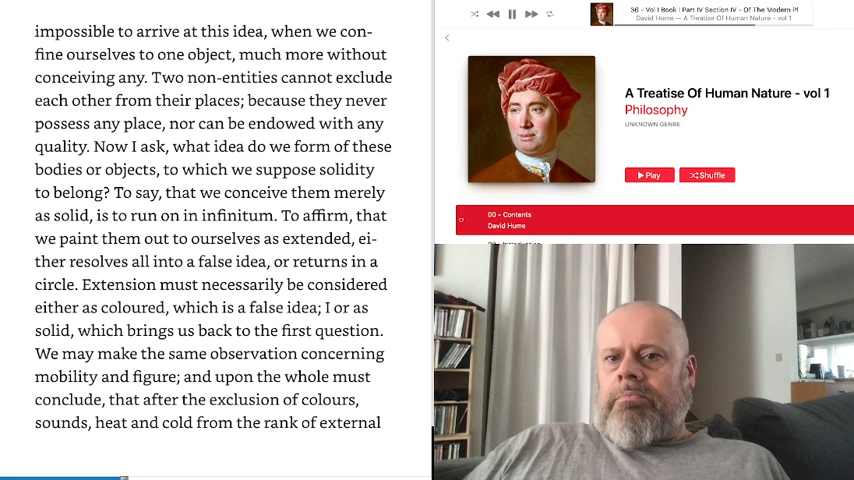 impossible to arrive at this idea, when we con-
fine ourselves to one object, much more without
conceiving any. Two non-entities cannot exclude
each other from their places; because they never
possess any place, nor can be endowed with any
quality. Now I ask, what idea do we form of these
bodies or objects, to which we suppose solidity
to belong? To say, that we conceive them merely
as solid, is to run on in infinitum. To affirm, that
we paint them out to ourselves as extended, ei-
ther resolves all into a false idea, or returns in a
circle. Extension must necessarily be considered
either as coloured, which is a false idea; I or as
solid, which brings us back to the first question.
We may make the same observation concerning
mobility and figure; and upon the whole must
conclude, that after the exclusion of colours,
sounds, heat and cold from the rank of external
36 - Vol I Book I Part IV Section IV - Of The Modern Pl
David Hume — A Treatise Of Human Nature - vol 1
A Treatise Of Human Nature - vol 1
Philosophy
UNKNOWN GENRE
Play
Shuffle
00 - Contents
David Hume